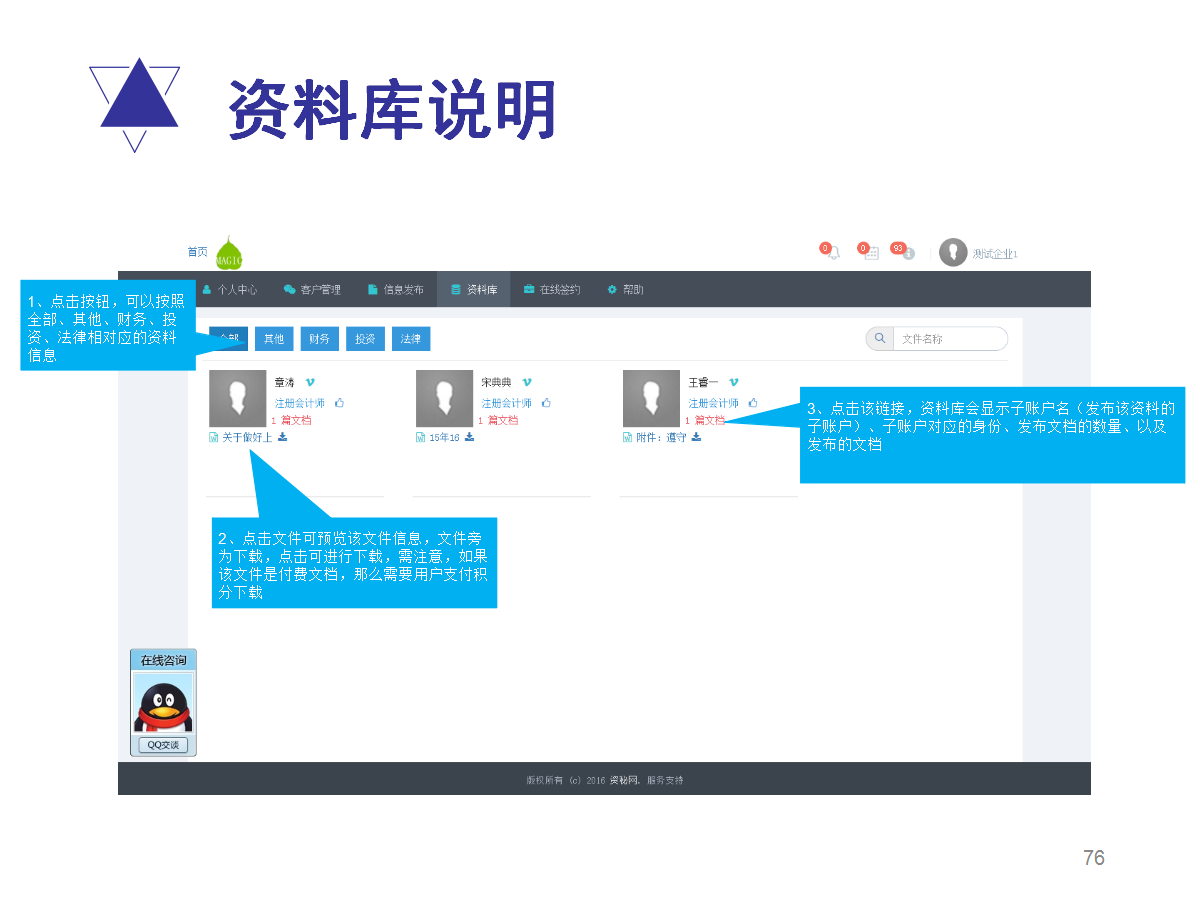 资料库说明
首页
MAGIC
0
0
93
测试企业1
个人中心
客户管理
信息发布
资料库
在线签约
帮助
1、点击按钮，可以按照
全部、其他、财务、投
资、法律相对应的资料
信息
全部
其他
财务
投资
法律
文件名称
章涛
注册会计师
1 篇文档
关于做好上
宋典典
注册会计师
1 篇文档
15年16
王睿一
注册会计师
1 篇文档
附件：遵守
3、点击该链接，资料库会显示子账户名（发布该资料的
子账户）、子账户对应的身份、发布文档的数量、以及
发布的文档
2、点击文件可预览该文件信息，文件旁
为下载，点击可进行下载，需注意，如果
该文件是付费文档，那么需要用户支付积
分下载
在线咨询
QQ交谈
版权所有 (c) 2016 资秘网. 服务支持
76